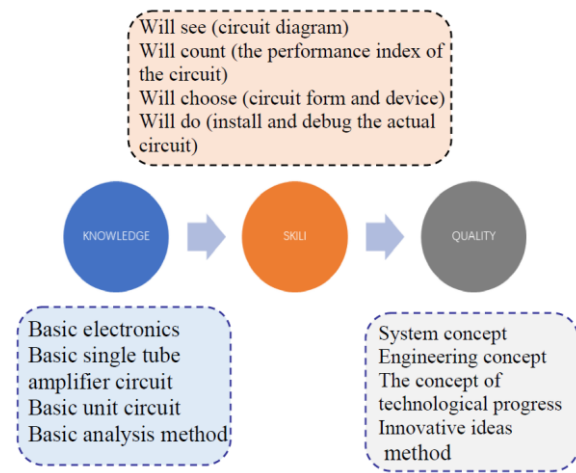 Will see (circuit diagram)
Will count (the performance index of
the circuit)
Will choose (circuit form and device)
Will do (install and debug the actual
circuit)
KNOWLEDGE
SKILI
QUALITY
Basic electronics
Basic single tube
amplifier circuit
Basic unit circuit
Basic analysis method
System concept
Engineering concept
The concept of
technological progress
Innovative ideas
method